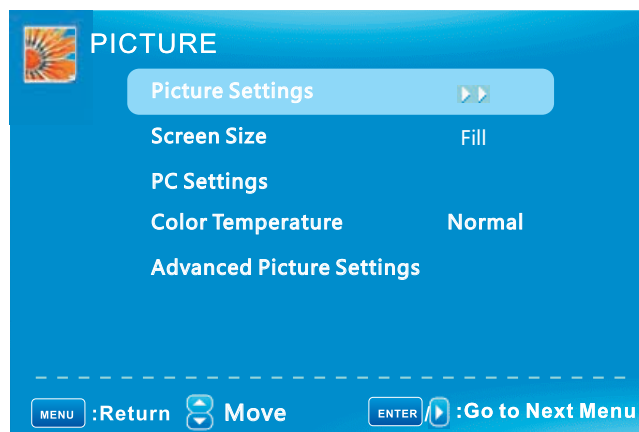 PICTURE
Picture Settings
Screen Size Fill
PC Settings
Color Temperature Normal
Advanced Picture Settings
MENU :Return Move ENTER / :Go to Next Menu